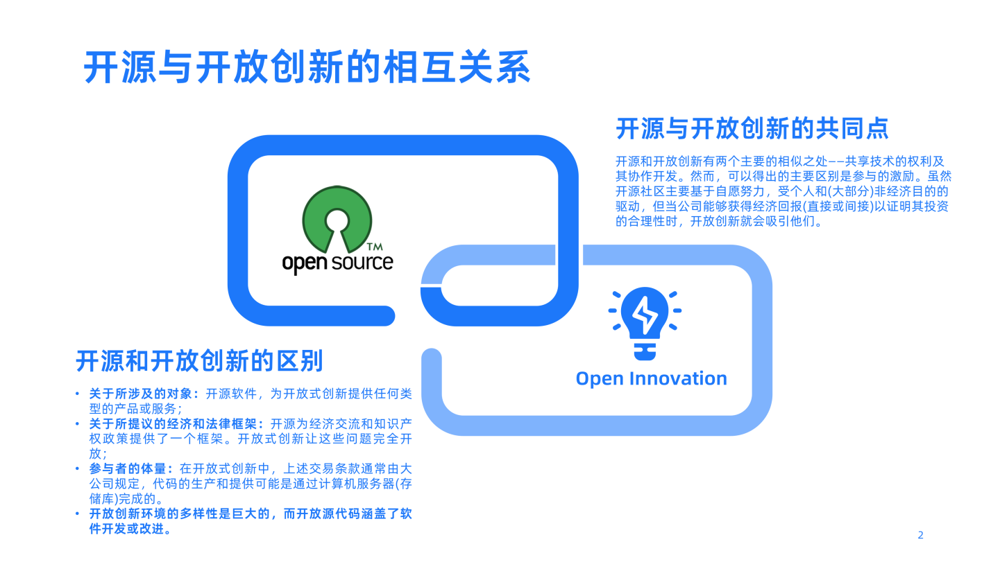 开源与开放创新的相互关系
开源与开放创新的共同点
开源和开放创新有两个主要的相似之处——共享技术的权利及
其协作开发。然而，可以得出的主要区别是参与的激励。虽然
开源社区主要基于自愿努力，受个人和(大部分)非经济目的的
驱动，但当公司能够获得经济回报(直接或间接)以证明其投资
的合理性时，开放创新就会吸引他们。
TM
open source
Open Innovation
开源和开放创新的区别
• 关于所涉及的对象：开源软件，为开放式创新提供任何类
型的产品或服务；
• 关于所提议的经济和法律框架：开源为经济交流和知识产
权政策提供了一个框架。开放式创新让这些问题完全开
放；
• 参与者的体量：在开放式创新中，上述交易条款通常由大
公司规定，代码的生产和提供可能是通过计算机服务器(存
储库)完成的。
• 开放创新环境的多样性是巨大的，而开放源代码涵盖了软
件开发或改进。
2